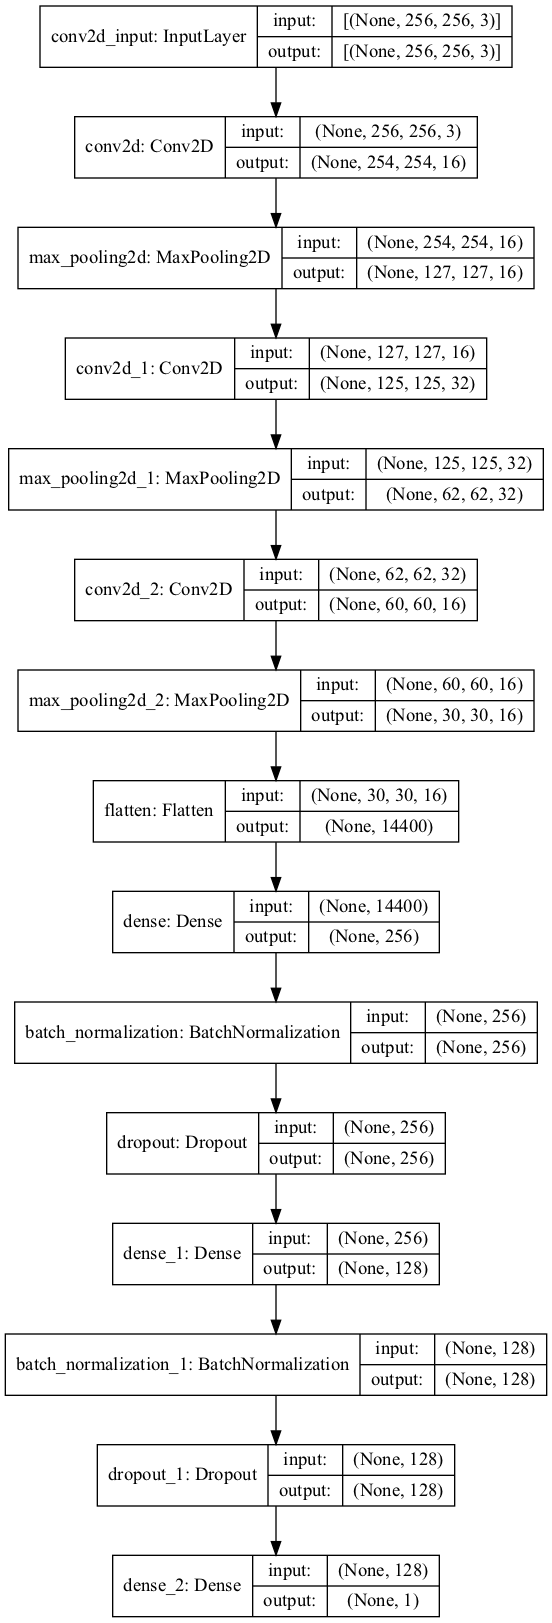 conv2d_input: InputLayer
input: [(None, 256, 256, 3)]
output: [(None, 256, 256, 3)]
conv2d: Conv2D
input: (None, 256, 256, 3)
output: (None, 254, 254, 16)
max_pooling2d: MaxPooling2D
input: (None, 254, 254, 16)
output: (None, 127, 127, 16)
conv2d_1: Conv2D
input: (None, 127, 127, 16)
output: (None, 125, 125, 32)
max_pooling2d_1: MaxPooling2D
input: (None, 125, 125, 32)
output: (None, 62, 62, 32)
conv2d_2: Conv2D
input: (None, 62, 62, 32)
output: (None, 60, 60, 16)
max_pooling2d_2: MaxPooling2D
input: (None, 60, 60, 16)
output: (None, 30, 30, 16)
flatten: Flatten
input: (None, 30, 30, 16)
output: (None, 14400)
dense: Dense
input: (None, 14400)
output: (None, 256)
batch_normalization: BatchNormalization
input: (None, 256)
output: (None, 256)
dropout: Dropout
input: (None, 256)
output: (None, 256)
dense_1: Dense
input: (None, 256)
output: (None, 128)
batch_normalization_1: BatchNormalization
input: (None, 128)
output: (None, 128)
dropout_1: Dropout
input: (None, 128)
output: (None, 128)
dense_2: Dense
input: (None, 128)
output: (None, 1)